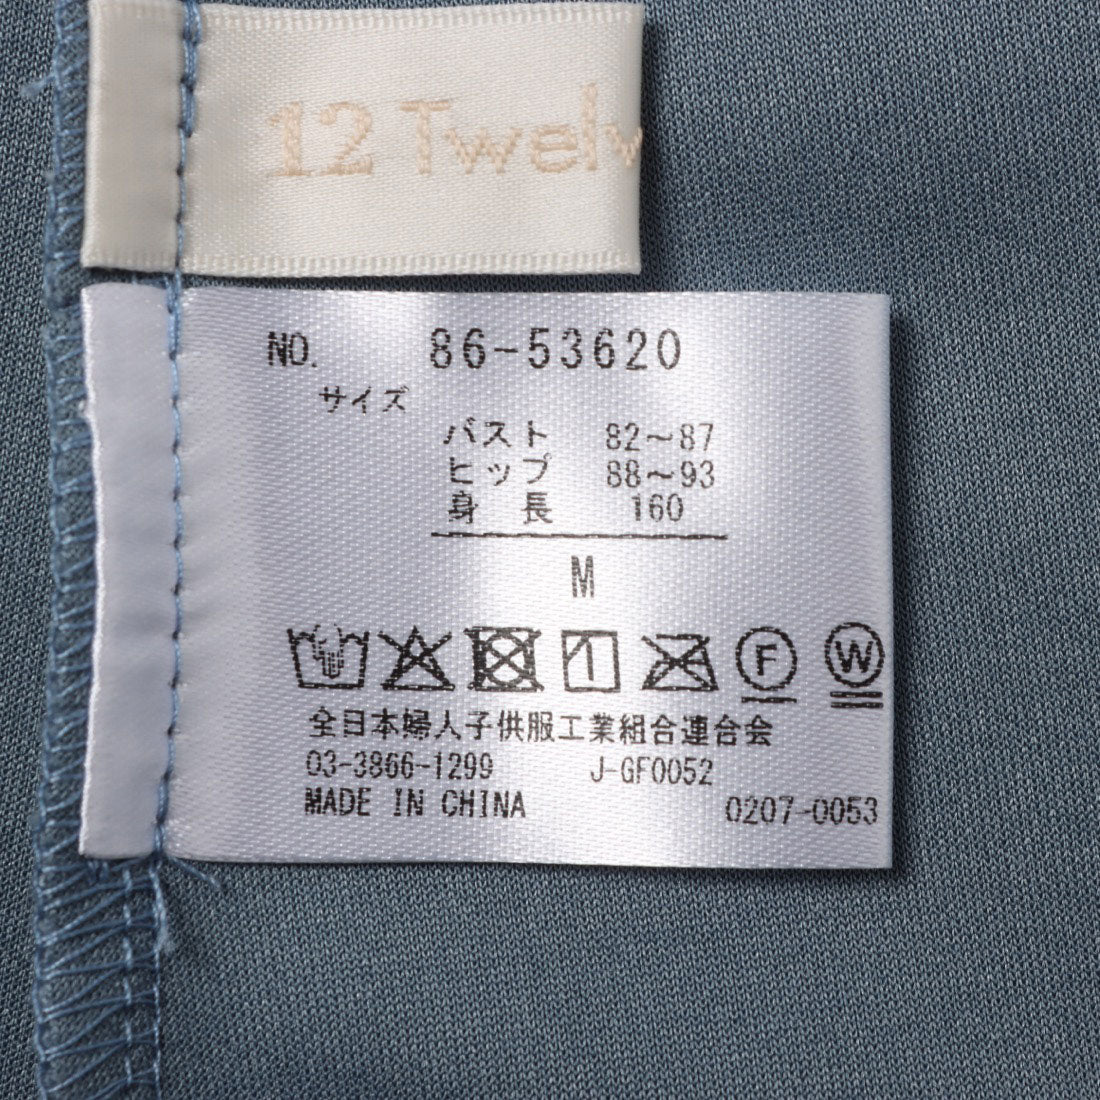 12 Twelv
NO. 86-53620
サイズ
バスト 82～87
ヒップ 88～93
身長 160
M
F W
全日本婦人子供服工業組合連合会
03-3866-1299 J-GF0052
MADE IN CHINA 0207-0053